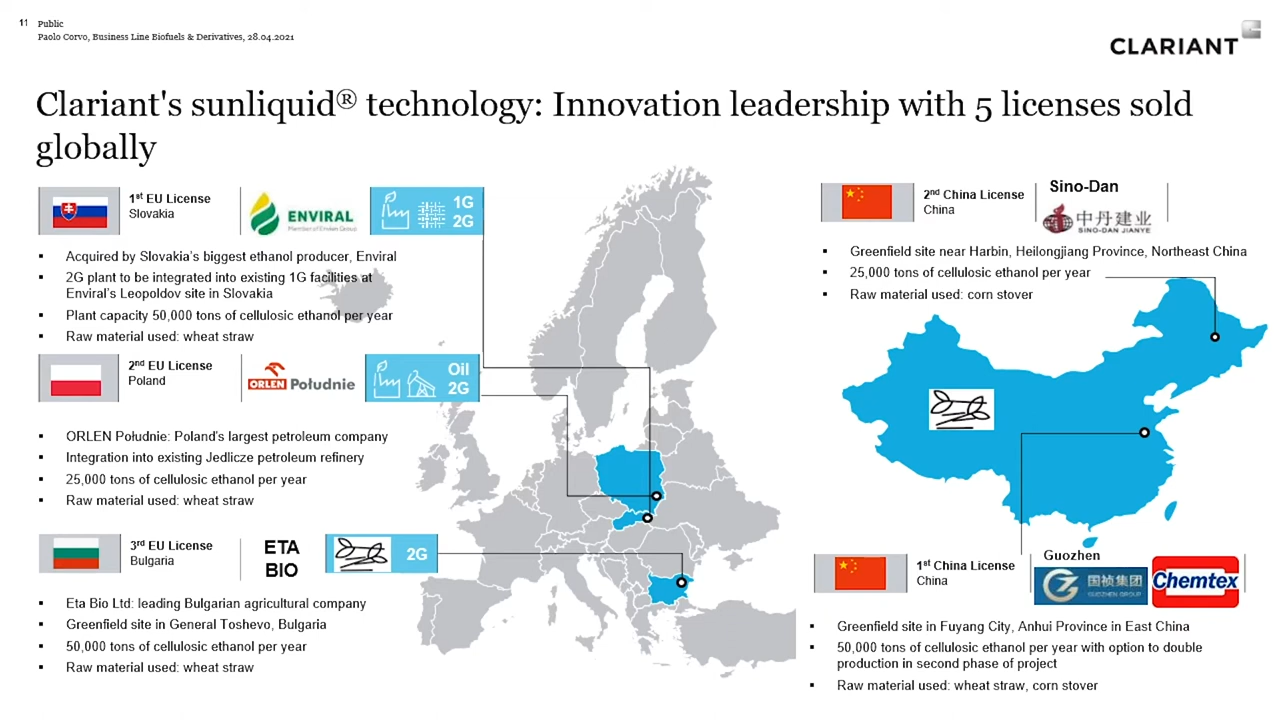 11 Public
Paolo Corvo, Business Line Biofuels & Derivatives, 28.04.2021
CLARIANT
Clariant's sunliquid® technology: Innovation leadership with 5 licenses sold
globally
1st EU License
Slovakia
ENVIRAL
Member of Envien Group
1G
2G
▪ Acquired by Slovakia's biggest ethanol producer, Enviral
▪ 2G plant to be integrated into existing 1G facilities at
Enviral's Leopoldov site in Slovakia
▪ Plant capacity 50,000 tons of cellulosic ethanol per year
▪ Raw material used: wheat straw
2nd EU License
Poland
ORLEN Południe
Oil
2G
▪ ORLEN Południe: Poland's largest petroleum company
▪ Integration into existing Jedlicze petroleum refinery
▪ 25,000 tons of cellulosic ethanol per year
▪ Raw material used: wheat straw
3rd EU License
Bulgaria
ETA
BIO
2G
▪ Eta Bio Ltd: leading Bulgarian agricultural company
▪ Greenfield site in General Toshevo, Bulgaria
▪ 50,000 tons of cellulosic ethanol per year
▪ Raw material used: wheat straw
2nd China License
China
Sino-Dan
中丹建业
SINO-DAN JIANYE
▪ Greenfield site near Harbin, Heilongjiang Province, Northeast China
▪ 25,000 tons of cellulosic ethanol per year
▪ Raw material used: corn stover
1st China License
China
Guozhen
国祯集团
GUOZHEN GROUP
Chemtex
▪ Greenfield site in Fuyang City, Anhui Province in East China
▪ 50,000 tons of cellulosic ethanol per year with option to double
production in second phase of project
▪ Raw material used: wheat straw, corn stover